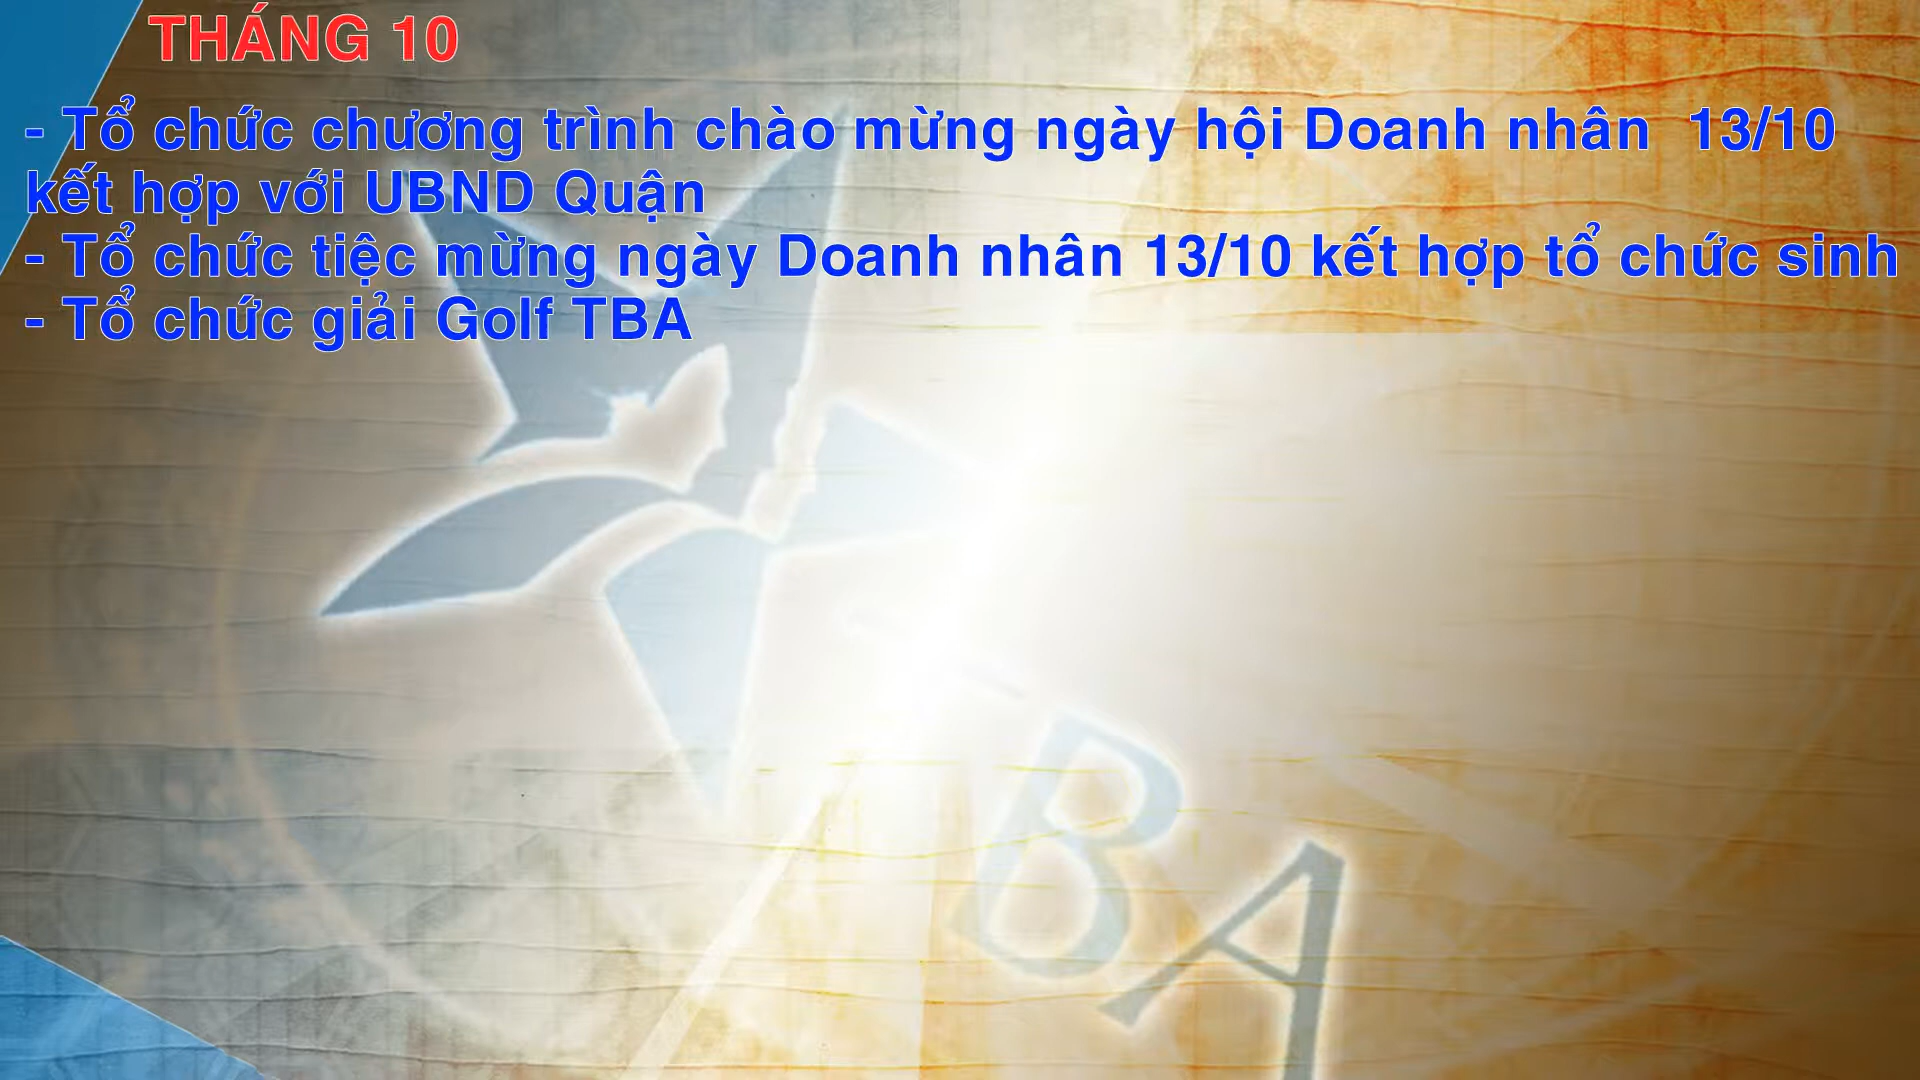 THÁNG 10
- Tổ chức chương trình chào mừng ngày hội Doanh nhân  13/10
kết hợp với UBND Quận
- Tổ chức tiệc mừng ngày Doanh nhân 13/10 kết hợp tổ chức sinh
- Tổ chức giải Golf TBA
BA